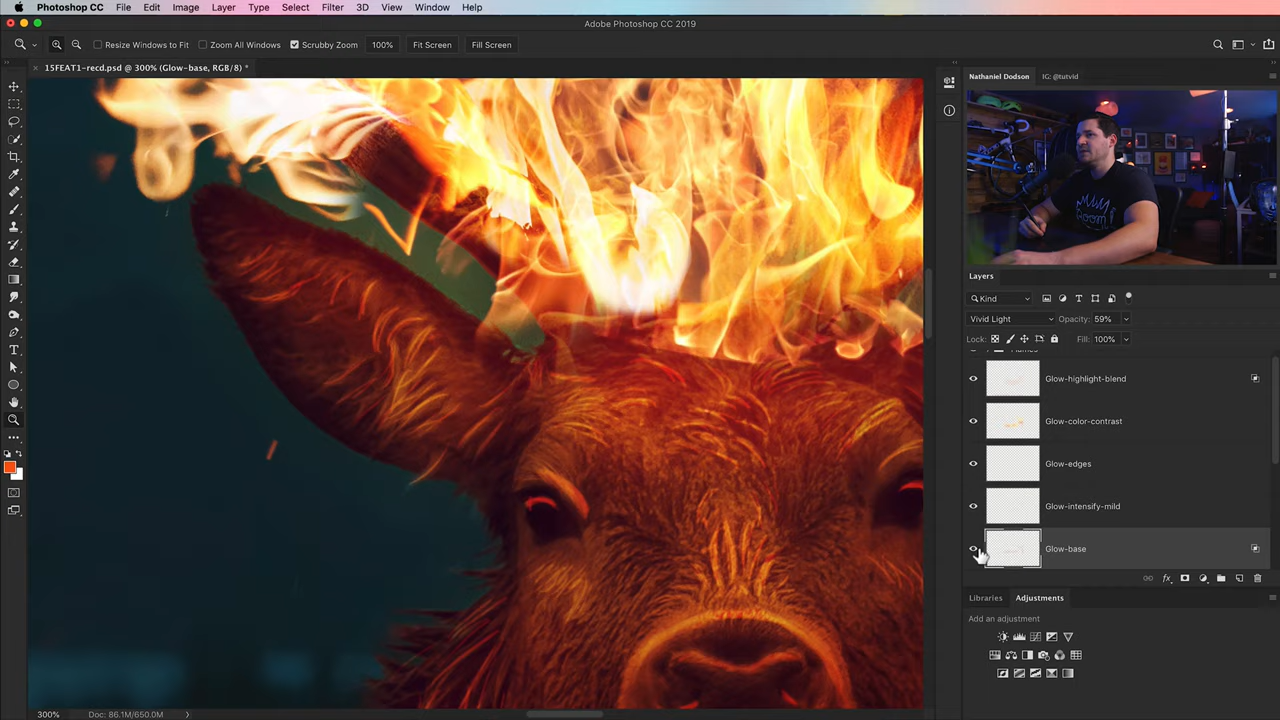 Photoshop CC File Edit Image Layer Type Select Filter 3D View Window Help
Adobe Photoshop CC 2019
Resize Windows to Fit Zoom All Windows Scrubby Zoom 100% Fit Screen Fill Screen
15FEAT1-recd.psd @ 300% (Glow-base, RGB/8) *
Nathaniel Dodson IG: @tutvid
Layers
Kind
Vivid Light Opacity: 59%
Lock: Fill: 100%
Glow-highlight-blend
Glow-color-contrast
Glow-edges
Glow-intensify-mild
Glow-base
Libraries Adjustments
Add an adjustment
300% Doc: 86.1M/650.0M